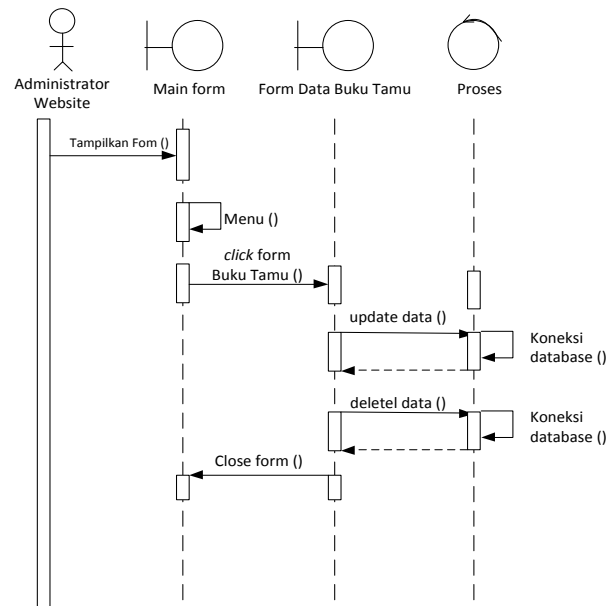 Administrator
Website
Main form
Form Data Buku Tamu
Proses
Tampilkan Fom ()
Menu ()
click form
Buku Tamu ()
update data ()
Koneksi
database ()
deletel data ()
Koneksi
database ()
Close form ()